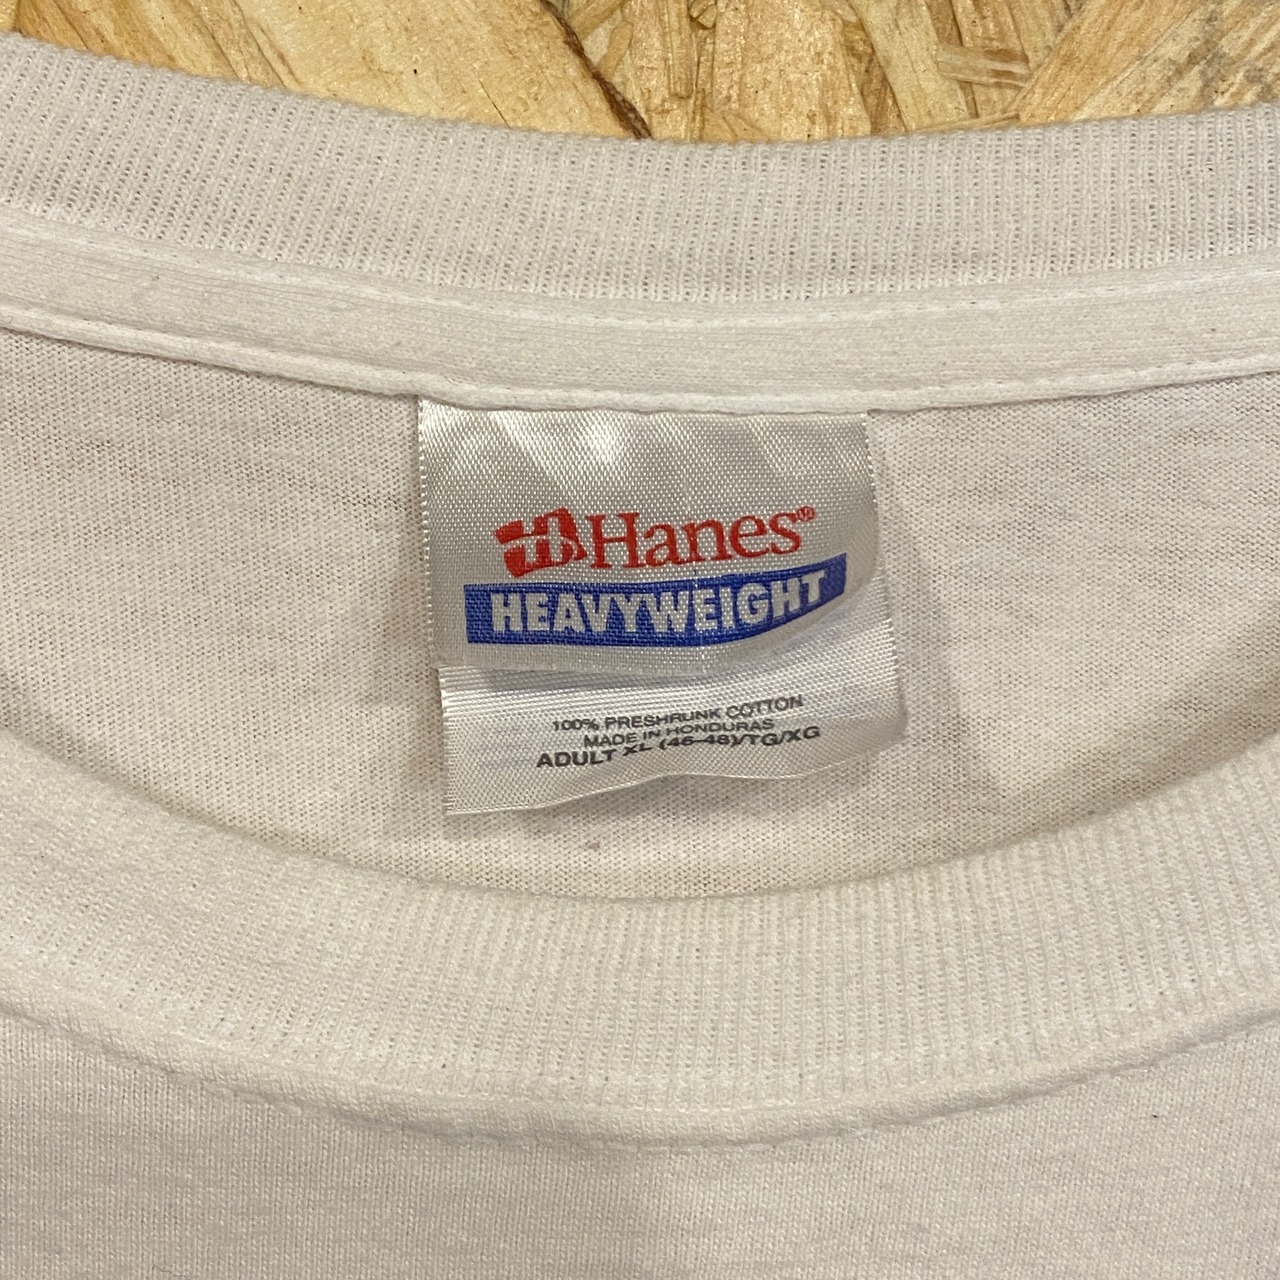 Hanes
HEAVYWEIGHT
100% PRESHRUNK COTTON
MADE IN HONDURAS
ADULT XL (46-48)/TG/XG